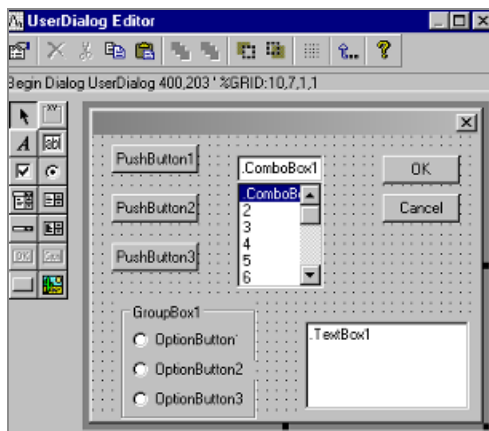 UserDialog Editor
Begin Dialog UserDialog 400,203 ' %GRID:10,7,1,1
PushButton1
PushButton2
PushButton3
.ComboBox1
.ComboBo
2
3
4
5
6
OK
Cancel
GroupBox1
OptionButton
OptionButton2
OptionButton3
.TextBox1